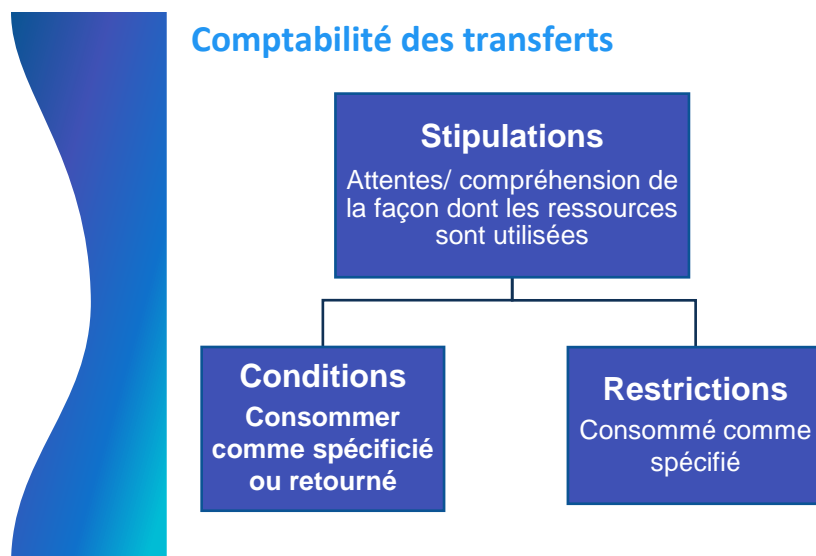 Comptabilité des transferts
Stipulations
Attentes/ compréhension de
la façon dont les ressources
sont utilisées
Conditions
Consommer
comme spécificié
ou retourné
Restrictions
Consommé comme
spécifié